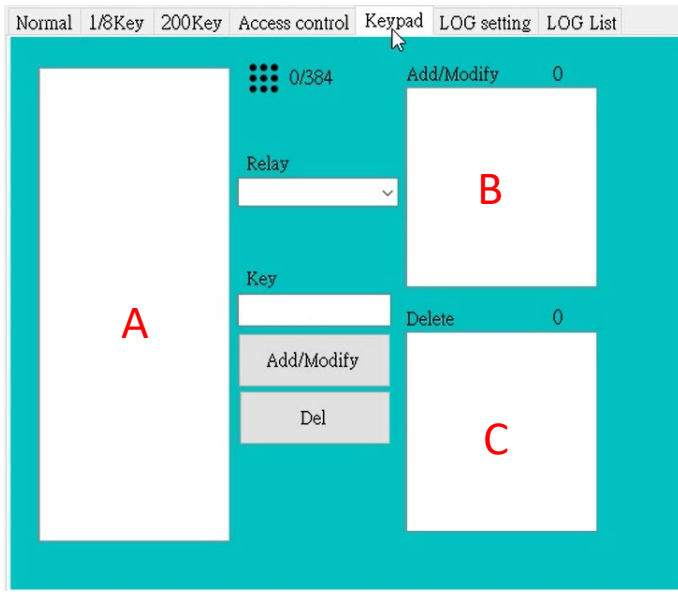 Normal 1/8Key 200Key Access control Keypad LOG setting LOG List
0/384
Add/Modify 0
Relay
B
Key
A
Delete 0
Add/Modify
Del
C